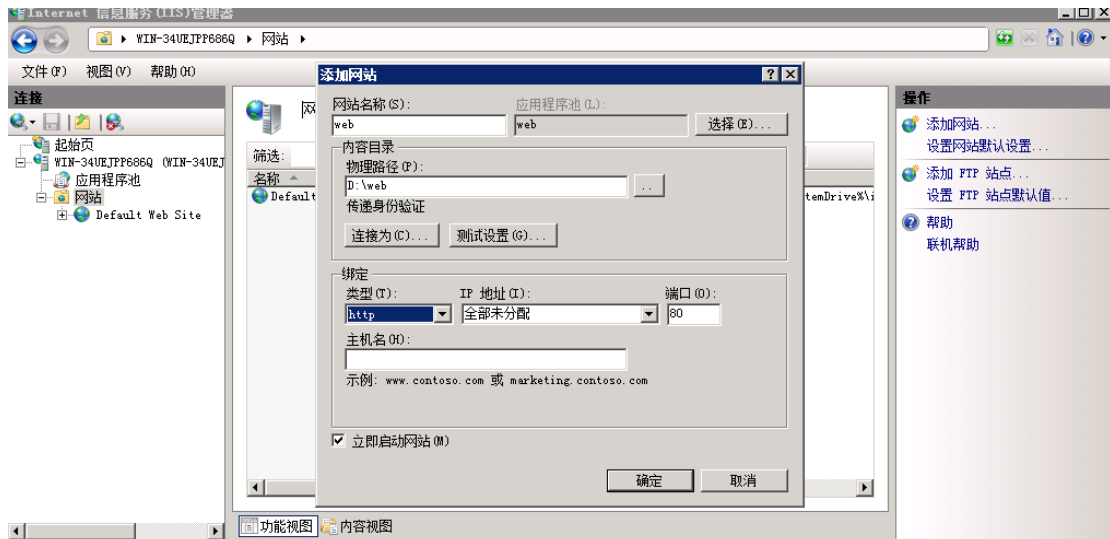 Internet 信息服务(IIS)管理器
WIN-34UEJPP686Q 网站
文件(F) 视图(V) 帮助(H)
连接
起始页
WIN-34UEJPP686Q (WIN-34UEJ
应用程序池
网站
Default Web Site
网
筛选:
名称
Default
temDrive%\i
功能视图 内容视图
添加网站
网站名称(S): 应用程序池(L):
web web 选择(E)...
内容目录
物理路径(P):
D:\web ..
传递身份验证
连接为(C)... 测试设置(G)...
绑定
类型(T): IP 地址(I): 端口(O):
http 全部未分配 80
主机名(H):
示例: www.contoso.com 或 marketing.contoso.com
立即启动网站(M)
确定 取消
操作
添加网站...
设置网站默认设置...
添加 FTP 站点...
设置 FTP 站点默认值...
帮助
联机帮助